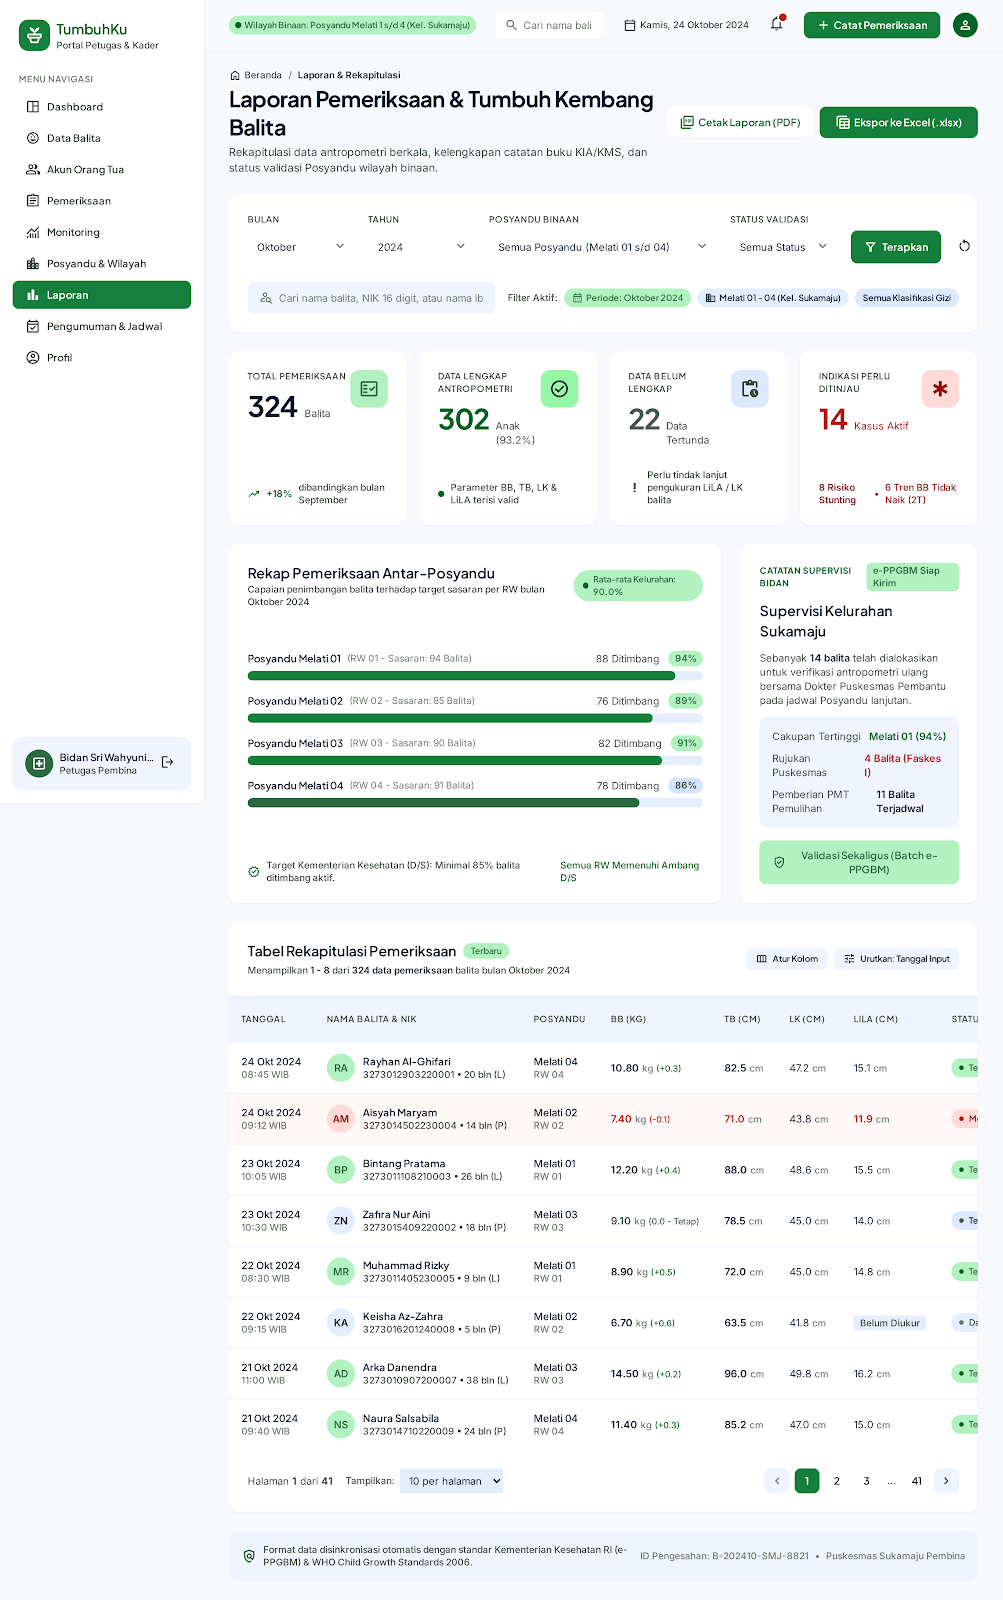 TumbuhKu
Portal Petugas & Kader
MENU NAVIGASI
Dashboard
Data Balita
Akun Orang Tua
Pemeriksaan
Monitoring
Posyandu & Wilayah
Laporan
Pengumuman & Jadwal
Profil
Bidan Sri Wahyuni...
Petugas Pembina
Wilayah Binaan: Posyandu Melati 1 s/d 4 (Kel. Sukamaju)
Cari nama bali
Kamis, 24 Oktober 2024
Catat Pemeriksaan
Beranda / Laporan & Rekapitulasi
Laporan Pemeriksaan & Tumbuh Kembang
Balita
Rekapitulasi data antropometri berkala, kelengkapan catatan buku KIA/KMS, dan
status validasi Posyandu wilayah binaan.
Cetak Laporan (PDF)
Ekspor ke Excel (.xlsx)
BULAN
TAHUN
POSYANDU BINAAN
STATUS VALIDASI
Oktober
2024
Semua Posyandu (Melati 01 s/d 04)
Semua Status
Terapkan
Cari nama balita, NIK 16 digit, atau nama ib
Filter Aktif:
Periode: Oktober 2024
Melati 01 - 04 (Kel. Sukamaju)
Semua Klasifikasi Gizi
TOTAL PEMERIKSAAN
324 Balita
+18% dibandingkan bulan
September
DATA LENGKAP
ANTROPOMETRI
302 Anak
(93.2%)
Parameter BB, TB, LK &
LiLA terisi valid
DATA BELUM
LENGKAP
22 Data
Tertunda
Perlu tindak lanjut
pengukuran LiLA / LK
balita
INDIKASI PERLU
DITINJAU
14 Kasus Aktif
8 Risiko
Stunting
• 6 Tren BB Tidak
Naik (2T)
Rekap Pemeriksaan Antar-Posyandu
Capaian penimbangan balita terhadap target sasaran per RW bulan
Oktober 2024
Rata-rata Kelurahan:
90.0%
Posyandu Melati 01 (RW 01 - Sasaran: 94 Balita) 88 Ditimbang 94%
Posyandu Melati 02 (RW 02 - Sasaran: 85 Balita) 76 Ditimbang 89%
Posyandu Melati 03 (RW 03 - Sasaran: 90 Balita) 82 Ditimbang 91%
Posyandu Melati 04 (RW 04 - Sasaran: 91 Balita) 78 Ditimbang 86%
Target Kementerian Kesehatan (D/S): Minimal 85% balita
ditimbang aktif.
Semua RW Memenuhi Ambang
D/S
CATATAN SUPERVISI
BIDAN
e-PPGBM Siap
Kirim
Supervisi Kelurahan
Sukamaju
Sebanyak 14 balita telah dialokasikan
untuk verifikasi antropometri ulang
bersama Dokter Puskesmas Pembantu
pada jadwal Posyandu lanjutan.
Cakupan Tertinggi Melati 01 (94%)
Rujukan
Puskesmas
4 Balita (Faskes
I)
Pemberian PMT
Pemulihan
11 Balita
Terjadwal
Validasi Sekaligus (Batch e-
PPGBM)
Tabel Rekapitulasi Pemeriksaan Terbaru
Menampilkan 1 - 8 dari 324 data pemeriksaan balita bulan Oktober 2024
Atur Kolom
Urutkan: Tanggal Input
TANGGAL NAMA BALITA & NIK POSYANDU BB (KG) TB (CM) LK (CM) LILA (CM) STATU
24 Okt 2024 RA Rayhan Al-Ghifari Melati 04 10.80 kg (+0.3) 82.5 cm 47.2 cm 15.1 cm Te
08:45 WIB 3273012903220001 • 20 bln (L) RW 04
24 Okt 2024 AM Aisyah Maryam Melati 02 7.40 kg (-0.1) 71.0 cm 43.8 cm 11.9 cm Me
09:12 WIB 3273014502230004 • 14 bln (P) RW 02
23 Okt 2024 BP Bintang Pratama Melati 01 12.20 kg (+0.4) 88.0 cm 48.6 cm 15.5 cm Te
10:05 WIB 3273011108210003 • 26 bln (L) RW 01
23 Okt 2024 ZN Zafira Nur Aini Melati 03 9.10 kg (0.0 - Tetap) 78.5 cm 45.0 cm 14.0 cm Te
10:30 WIB 3273015409220002 • 18 bln (P) RW 03
22 Okt 2024 MR Muhammad Rizky Melati 01 8.90 kg (+0.5) 72.0 cm 45.0 cm 14.8 cm Te
08:30 WIB 3273011405230005 • 9 bln (L) RW 01
22 Okt 2024 KA Keisha Az-Zahra Melati 02 6.70 kg (+0.6) 63.5 cm 41.8 cm Belum Diukur Da
09:15 WIB 3273016201240008 • 5 bln (P) RW 02
21 Okt 2024 AD Arka Danendra Melati 03 14.50 kg (+0.2) 96.0 cm 49.8 cm 16.2 cm Te
11:00 WIB 3273010907200007 • 38 bln (L) RW 03
21 Okt 2024 NS Naura Salsabila Melati 04 11.40 kg (+0.3) 85.2 cm 47.0 cm 15.0 cm Te
09:40 WIB 3273014710220009 • 24 bln (P) RW 04
Halaman 1 dari 41 Tampilkan: 10 per halaman
1 2 3 ... 41
Format data disinkronisasi otomatis dengan standar Kementerian Kesehatan RI (e-
PPGBM) & WHO Child Growth Standards 2006.
ID Pengesahan: B-202410-SMJ-8821 • Puskesmas Sukamaju Pembina